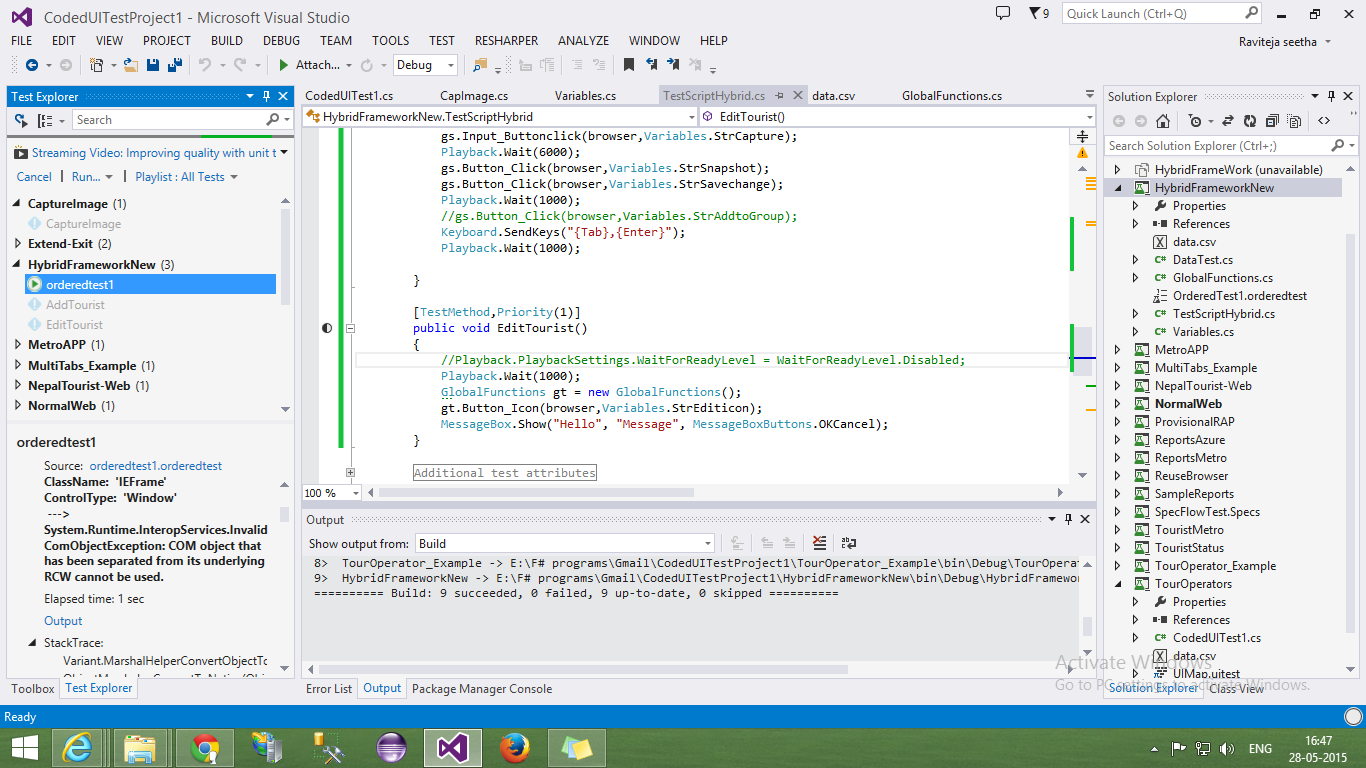 CodedUITestProject1 - Microsoft Visual Studio
9
Quick Launch (Ctrl+Q)
FILE EDIT VIEW PROJECT BUILD DEBUG TEAM TOOLS TEST RESHARPER ANALYZE WINDOW HELP
Raviteja seetha
Attach... Debug
Test Explorer
Search
Streaming Video: Improving quality with unit t
Cancel Run... Playlist : All Tests
CaptureImage (1)
CaptureImage
Extend-Exit (2)
HybridFrameworkNew (3)
orderedtest1
AddTourist
EditTourist
MetroAPP (1)
MultiTabs_Example (1)
NepalTourist-Web (1)
NormalWeb (1)
orderedtest1
Source: orderedtest1.orderedtest
ClassName: 'IEFrame'
ControlType: 'Window'
--->
System.Runtime.InteropServices.Invalid
ComObjectException: COM object that
has been separated from its underlying
RCW cannot be used.
Elapsed time: 1 sec
Output
StackTrace:
Variant.MarshalHelperConvertObjectTo
Toolbox Test Explorer
CodedUITest1.cs CapImage.cs Variables.cs TestScriptHybrid.cs data.csv GlobalFunctions.cs
HybridFrameworkNew.TestScriptHybrid EditTourist()
gs.Input_Buttonclick(browser,Variables.StrCapture);
Playback.Wait(6000);
gs.Button_Click(browser,Variables.StrSnapshot);
gs.Button_Click(browser,Variables.StrSavechange);
Playback.Wait(1000);
//gs.Button_Click(browser,Variables.StrAddtoGroup);
Keyboard.SendKeys("{Tab},{Enter}");
Playback.Wait(1000);
}
[TestMethod,Priority(1)]
public void EditTourist()
{
//Playback.PlaybackSettings.WaitForReadyLevel = WaitForReadyLevel.Disabled;
Playback.Wait(1000);
GlobalFunctions gt = new GlobalFunctions();
gt.Button_Icon(browser,Variables.StrEditicon);
MessageBox.Show("Hello", "Message", MessageBoxButtons.OKCancel);
}
Additional test attributes
100 %
Output
Show output from: Build
8> TourOperator_Example -> E:\F# programs\Gmail\CodedUITestProject1\TourOperator_Example\bin\Debug\TourOperat
9> HybridFrameworkNew -> E:\F# programs\Gmail\CodedUITestProject1\HybridFrameworkNew\bin\Debug\HybridFramewor
========== Build: 9 succeeded, 0 failed, 9 up-to-date, 0 skipped ==========
Error List Output Package Manager Console
Solution Explorer
Search Solution Explorer (Ctrl+;)
HybridFrameWork (unavailable)
HybridFrameworkNew
Properties
References
data.csv
DataTest.cs
GlobalFunctions.cs
OrderedTest1.orderedtest
TestScriptHybrid.cs
Variables.cs
MetroAPP
MultiTabs_Example
NepalTourist-Web
NormalWeb
ProvisionalRAP
ReportsAzure
ReportsMetro
ReuseBrowser
SampleReports
SpecFlowTest.Specs
TouristMetro
TouristStatus
TourOperator_Example
TourOperators
Properties
References
CodedUITest1.cs
data.csv
UIMap.uitest
Solution Explorer Class View
Activate Windows
Go to PC settings to activate Windows.
Ready
ENG
16:47
28-05-2015